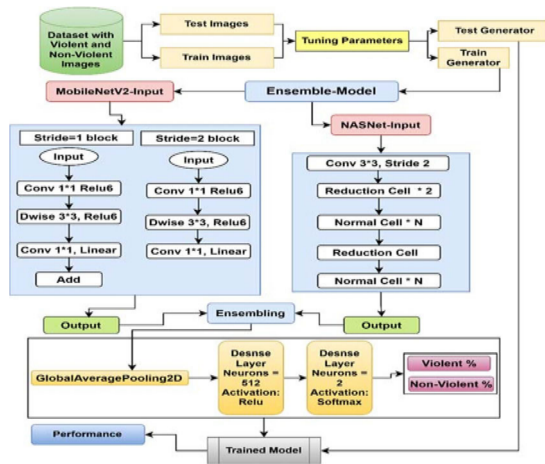 Dataset with
Violent and
Non-Violent
Images
Test Images
Train Images
Tuning Parameters
Test Generator
Train
Generator
MobileNetV2-Input
Ensemble-Model
NASNet-Input
Stride=1 block
Stride=2 block
Input
Input
Conv 1*1 Relu6
Conv 1*1 Relu6
Dwise 3*3, Relu6
Dwise 3*3, Relu6
Conv 1*1, Linear
Conv 1*1, Linear
Add
Conv 3*3, Stride 2
Reduction Cell * 2
Normal Cell * N
Reduction Cell
Normal Cell * N
Output
Ensembling
Output
GlobalAveragePooling2D
Desnse
Layer
Neurons =
512
Activation:
Relu
Desnse
Layer
Neurons =
2
Activation:
Softmax
Violent %
Non-Violent %
Performance
Trained Model